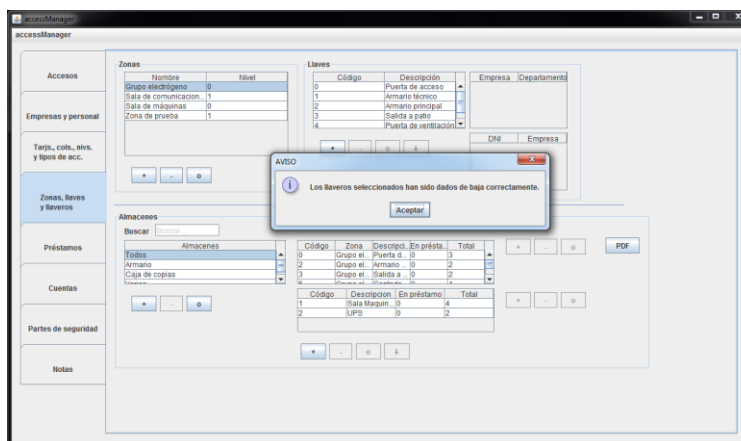 accessManager
accessManager
Accesos
Empresas y personal
Tarjs., cols., nivs.
y tipos de acc.
Zonas, llaves
y llaveros
Préstamos
Cuentas
Partes de seguridad
Notas
Zonas
Nombre Nivel
Grupo electrógeno 0
Sala de comunicacion... 1
Sala de máquinas 0
Zona de prueba 1
+ - o
Llaves
Código Descripción
0 Puerta de acceso
1 Armario técnico
2 Armario principal
3 Salida a patio
4 Puerta de ventilación
Empresa Departamento
DNI Empresa
AVISO
Los llaveros seleccionados han sido dados de baja correctamente.
Aceptar
Almacenes
Buscar Buscar...
Almacenes
Todos
Armario
Caja de copias
Varios
+ - o
Código Zona Descripci... En présta... Total
0 Grupo el... Puerta d... 0 3
2 Grupo el... Armario ... 0 2
3 Grupo el... Salida a ... 0 2
+ - o
PDF
Código Descripcion En préstamo Total
1 Sala Maquin... 0 4
2 UPS 0 2
+ - o
+ - o